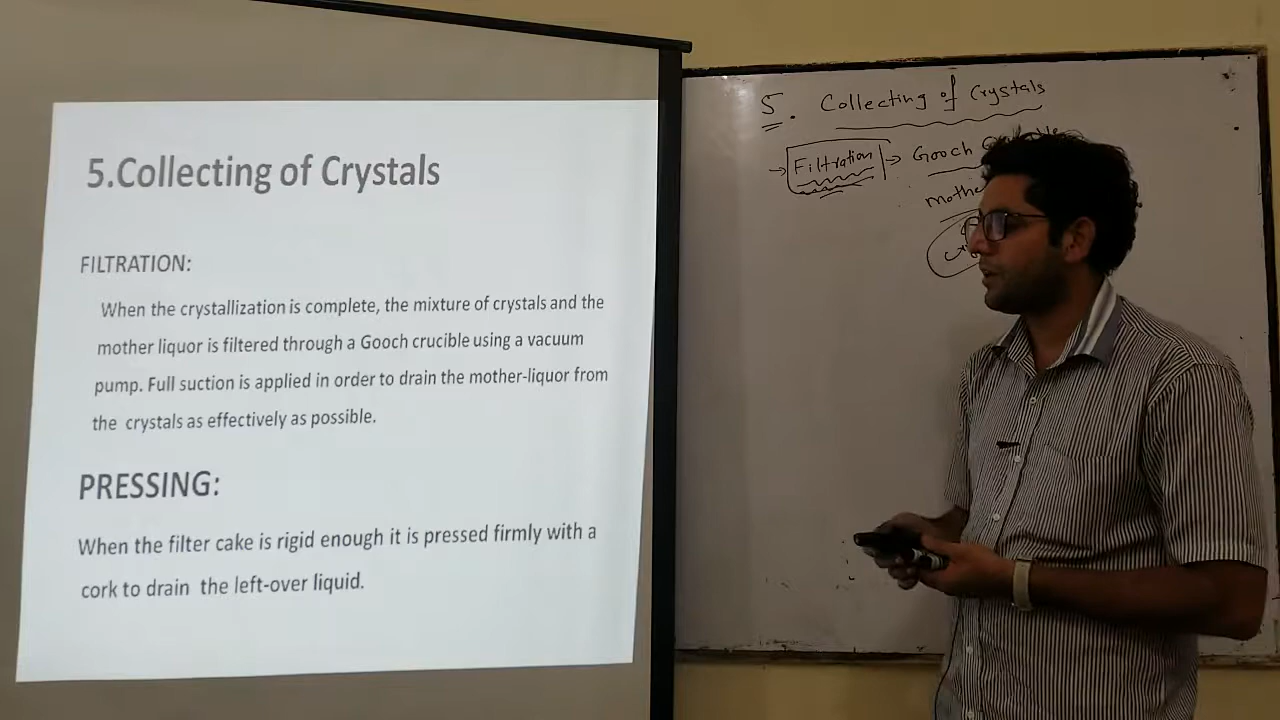 5.Collecting of Crystals
FILTRATION:
When the crystallization is complete, the mixture of crystals and the
mother liquor is filtered through a Gooch crucible using a vacuum
pump. Full suction is applied in order to drain the mother-liquor from
the crystals as effectively as possible.
PRESSING:
When the filter cake is rigid enough it is pressed firmly with a
cork to drain the left-over liquid.
5. Collecting of Crystals
→ Filtration → Gooch